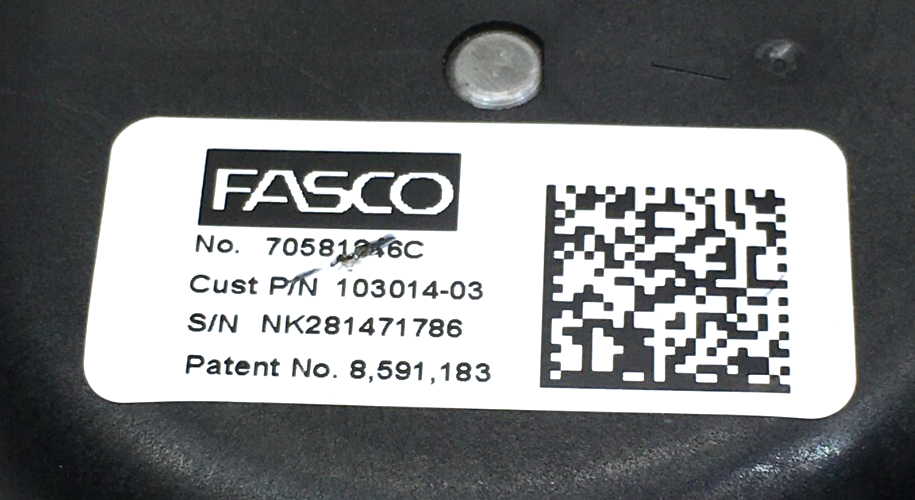 FASCO
No.
Cust P/N 103014-03
S/N NK281471786
Patent No. 8,591,183